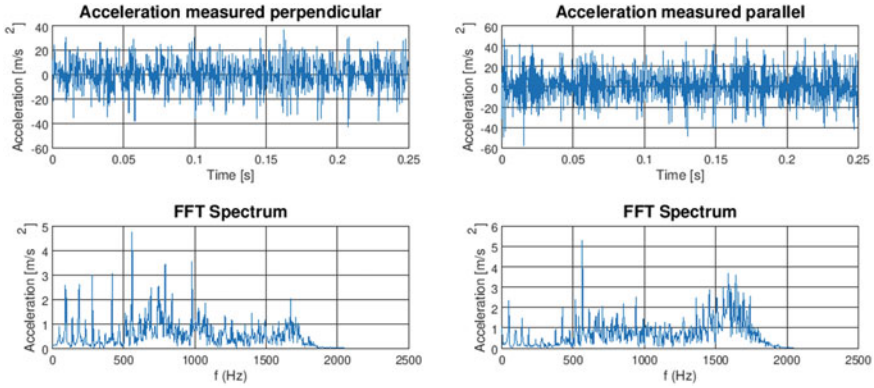 Acceleration measured perpendicular
Acceleration [m/s 2]
40
20
0
-20
-40
-60
0 0.05 0.1 0.15 0.2 0.25
Time [s]
Acceleration measured parallel
Acceleration [m/s 2]
60
40
20
0
-20
-40
-60
0 0.05 0.1 0.15 0.2 0.25
Time [s]
FFT Spectrum
Acceleration [m/s 2]
5
4
3
2
1
0
0 500 1000 1500 2000 2500
f (Hz)
FFT Spectrum
Acceleration [m/s 2]
6
5
4
3
2
1
0
0 500 1000 1500 2000 2500
f (Hz)